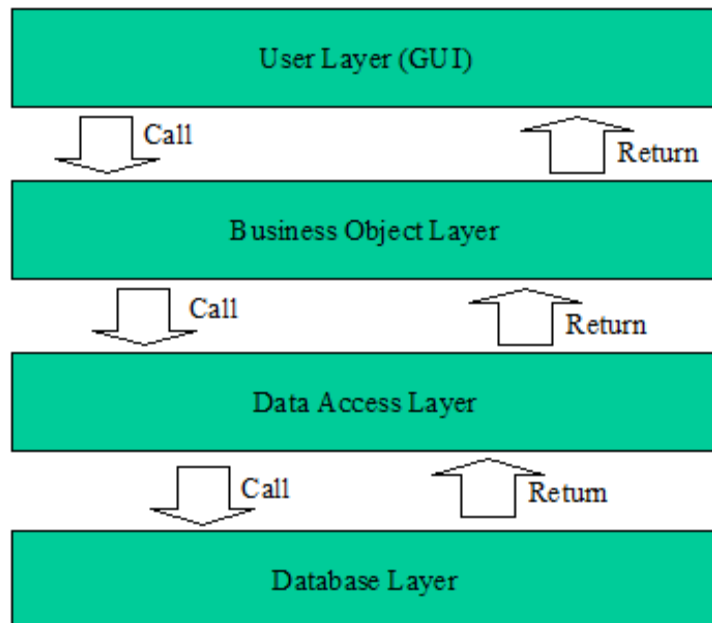 User Layer (GUI)
Call
Return
Business Object Layer
Call
Return
Data Access Layer
Call
Return
Database Layer